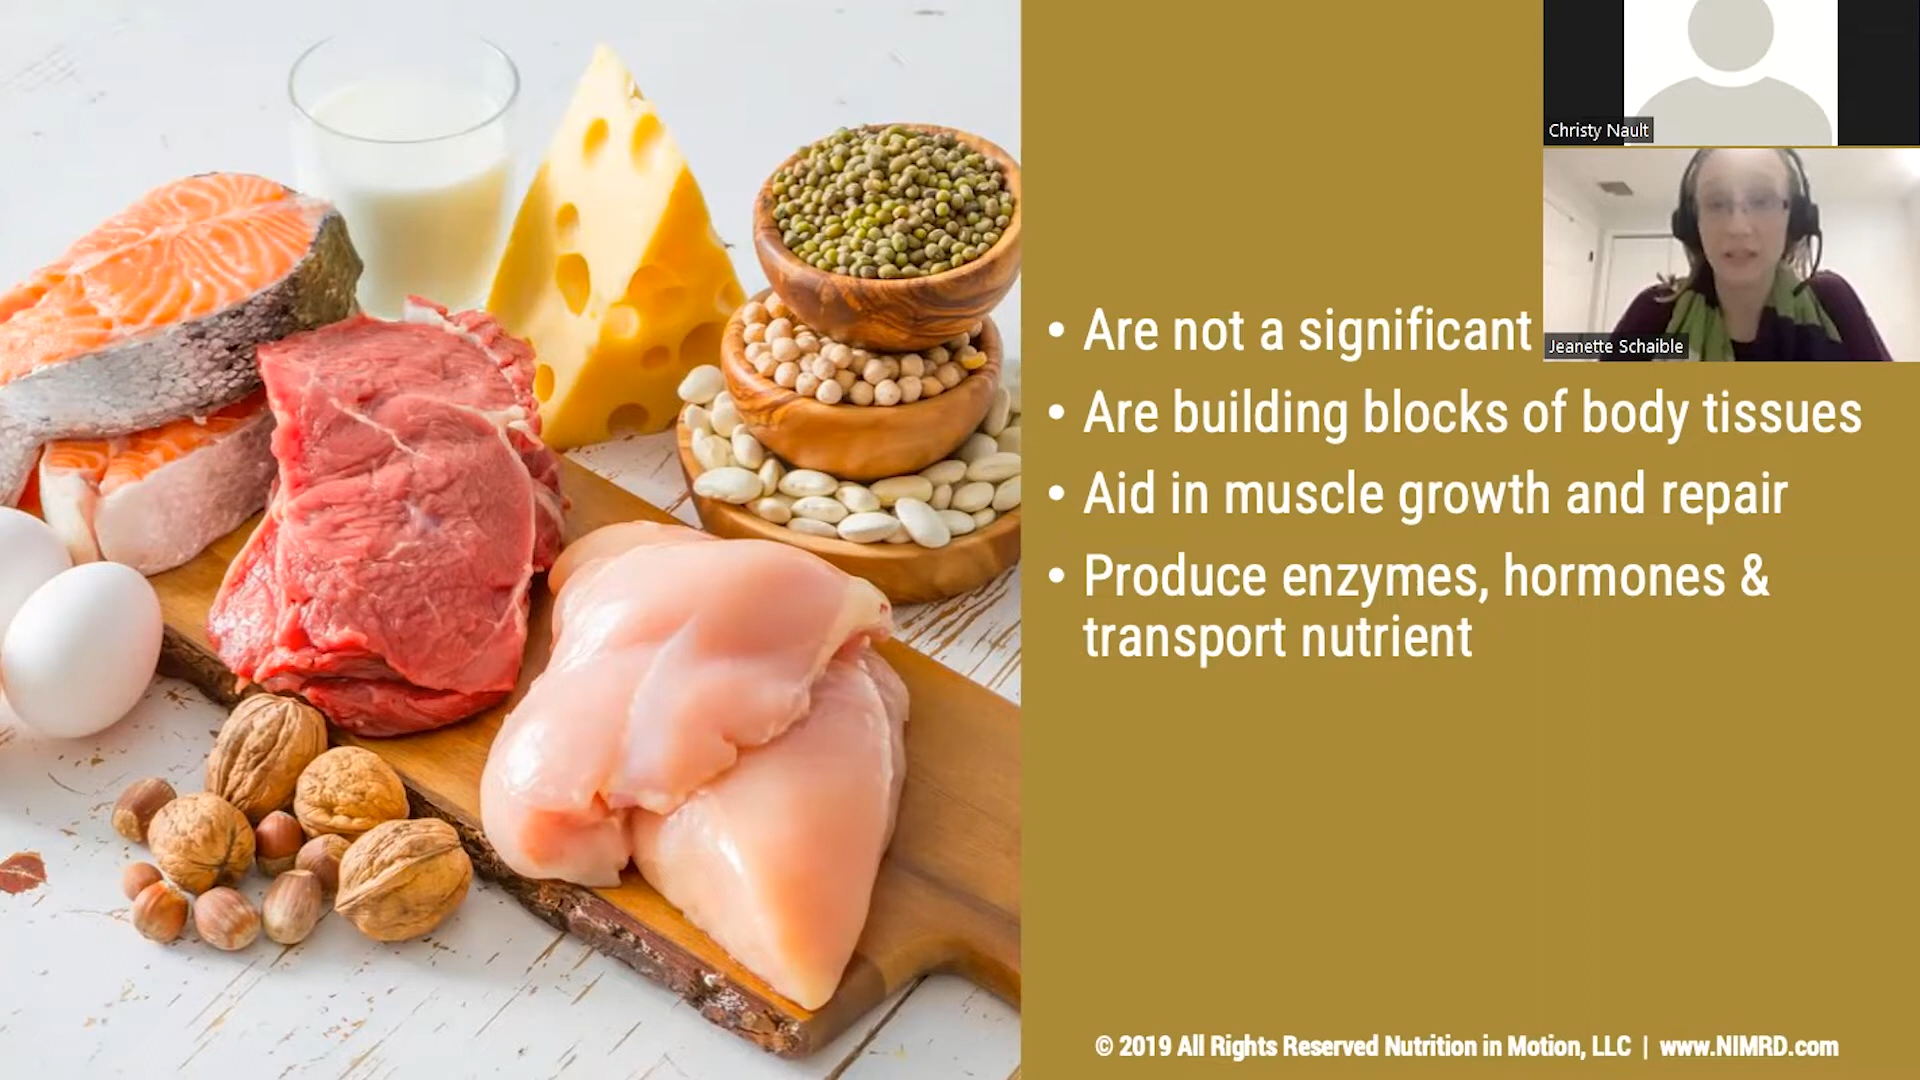 Christy Nault
Jeanette Schaible
• Are not a significant
• Are building blocks of body tissues
• Aid in muscle growth and repair
• Produce enzymes, hormones &
transport nutrient
© 2019 All Rights Reserved Nutrition in Motion, LLC | www.NIMRD.com